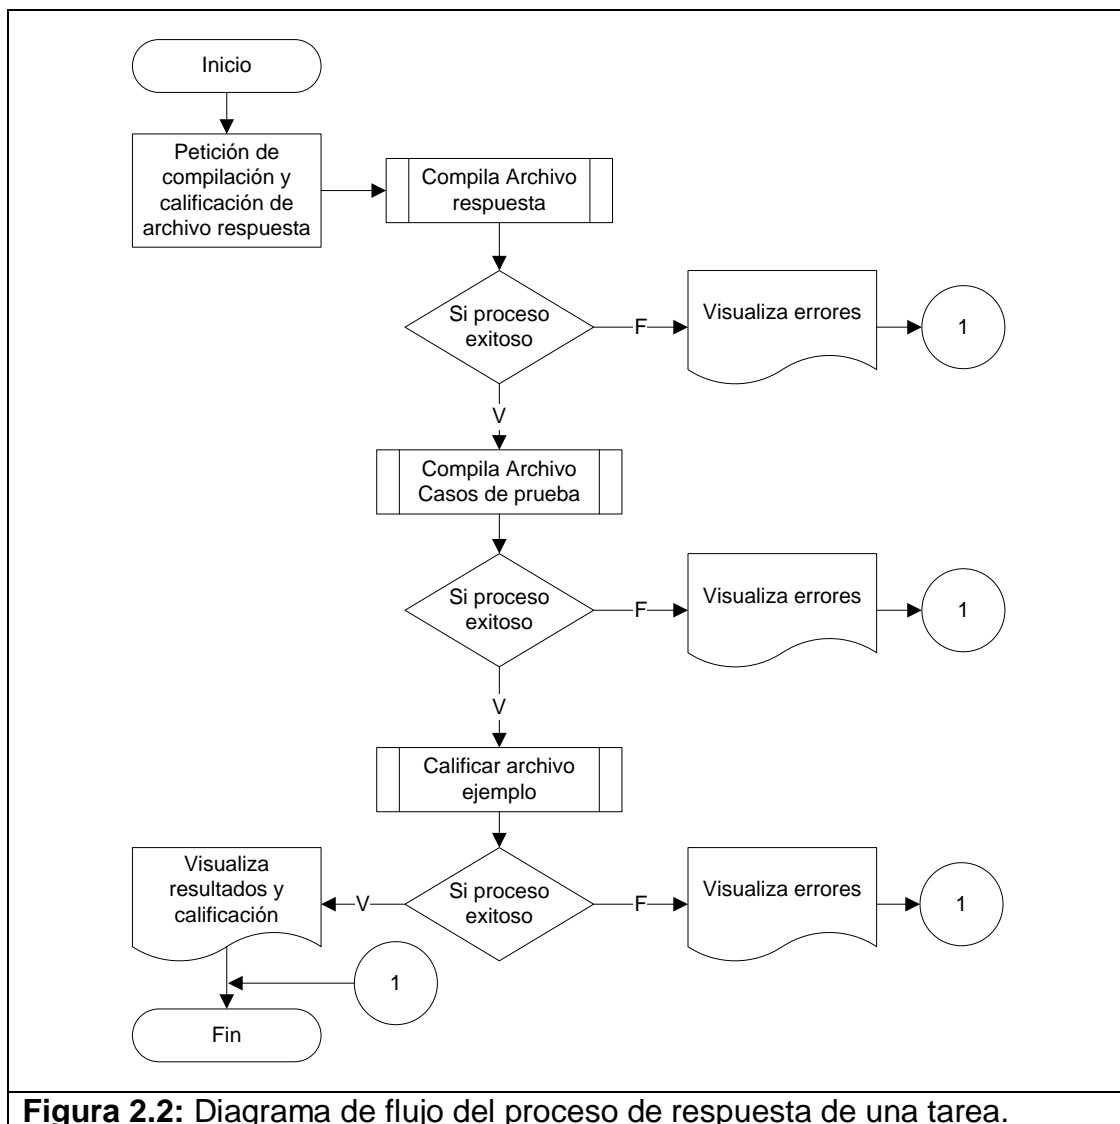 Inicio
Petición de
compilación y
calificación de
archivo respuesta
Compila Archivo
respuesta
Si proceso
exitoso
F
Visualiza errores
1
V
Compila Archivo
Casos de prueba
Si proceso
exitoso
F
Visualiza errores
1
V
Calificar archivo
ejemplo
Si proceso
exitoso
F
Visualiza errores
1
V
Visualiza
resultados y
calificación
1
Fin
Figura 2.2: Diagrama de flujo del proceso de respuesta de una tarea.